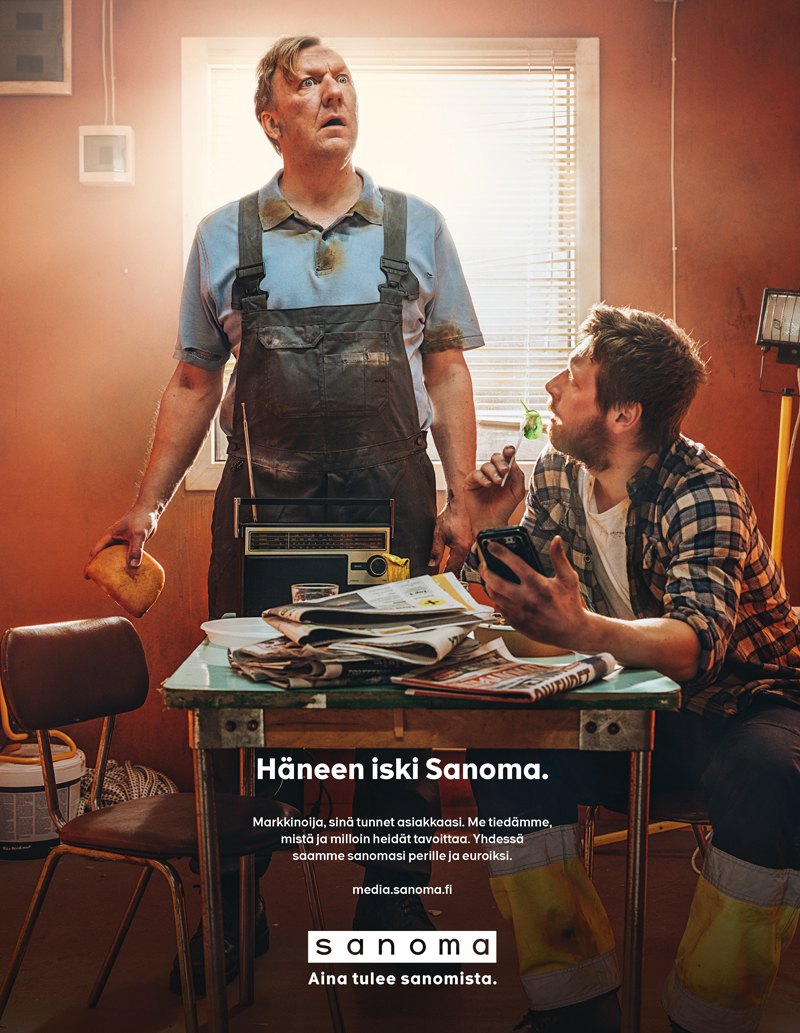 Häneen iski Sanoma.
Markkinoija, sinä tunnet asiakkaasi. Me tiedämme,
mistä ja milloin heidät tavoittaa. Yhdessä
saamme sanomasi perille ja euroiksi.
media.sanoma.fi
sanoma
Aina tulee sanomista.